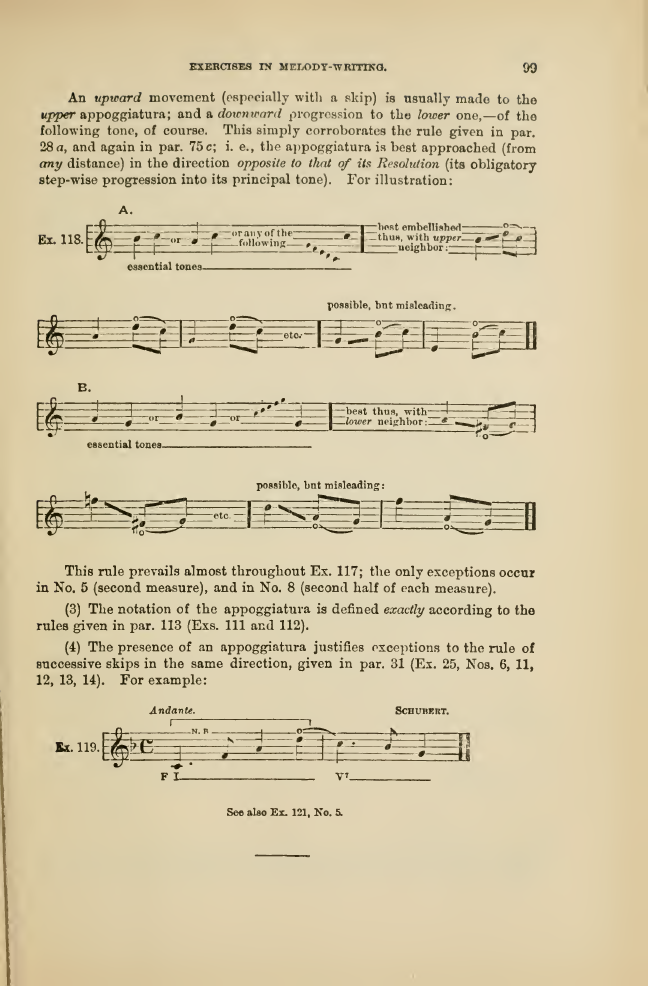 EXERCISES IN MELODY-WRITING. 99
An upward movement (especially with a skip) is usually made to the
upper appoggiatura; and a downward progression to the lower one,—of the
following tone, of course. This simply corroborates the rule given in par.
28 a, and again in par. 75 c; i. e., the appoggiatura is best approached (from
any distance) in the direction opposite to that of its Resolution (its obligatory
step-wise progression into its principal tone). For illustration:
A.
Ex. 118. or or any of the following best embellished thus, with upper neighbor:
essential tones
possible, but misleading.
etc.
B.
or or best thus, with lower neighbor:
essential tones
possible, but misleading:
etc.
This rule prevails almost throughout Ex. 117; the only exceptions occur
in No. 5 (second measure), and in No. 8 (second half of each measure).
(3) The notation of the appoggiatura is defined exactly according to the
rules given in par. 113 (Exs. 111 and 112).
(4) The presence of an appoggiatura justifies exceptions to the rule of
successive skips in the same direction, given in par. 31 (Ex. 25, Nos. 6, 11,
12, 13, 14). For example:
Andante. SCHUBERT.
N. B
Ex. 119.
F I V⁷
See also Ex. 121, No. 5.